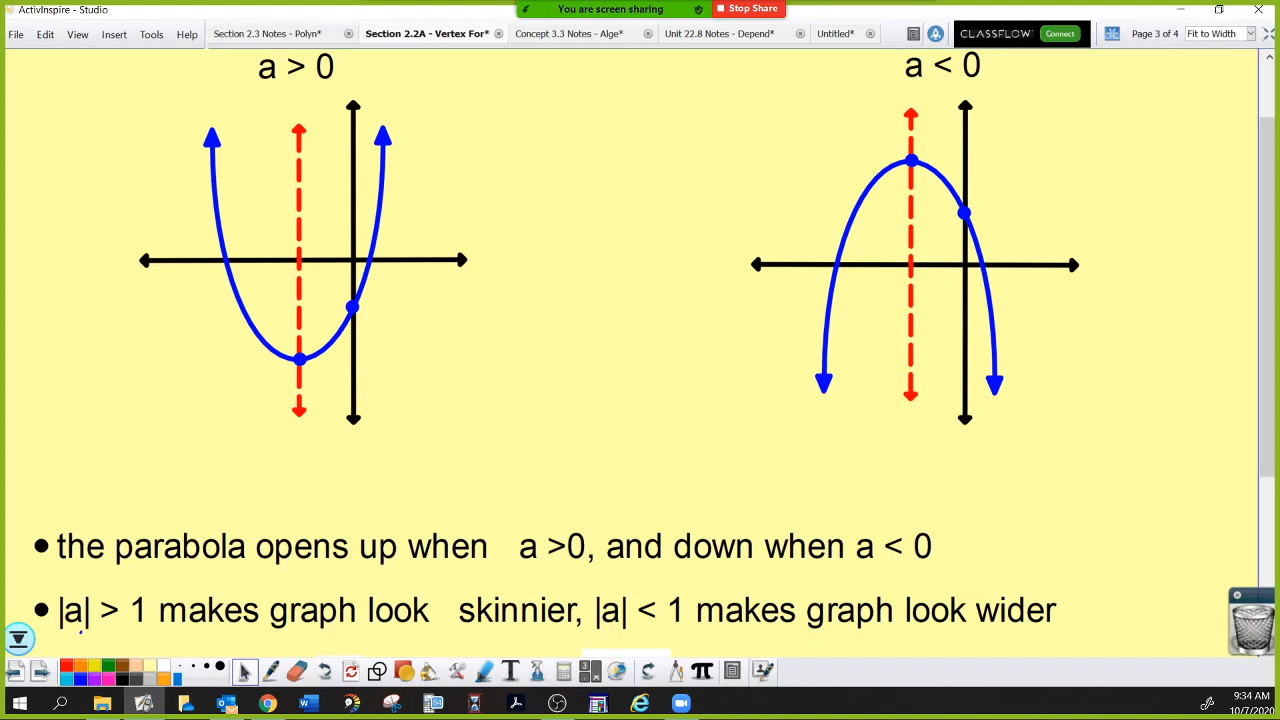 ActivInspire - Studio
You are screen sharing
Stop Share
File Edit View Insert Tools Help
Section 2.3 Notes - Polyn*
Section 2.2A - Vertex For*
Concept 3.3 Notes - Alge*
Unit 22.8 Notes - Depend*
Untitled*
CLASSFLOW
Connect
Page 3 of 4
Fit to Width
a > 0
a < 0
• the parabola opens up when a >0, and down when a < 0
• |a| > 1 makes graph look skinnier, |a| < 1 makes graph look wider
9:34 AM
10/7/2020